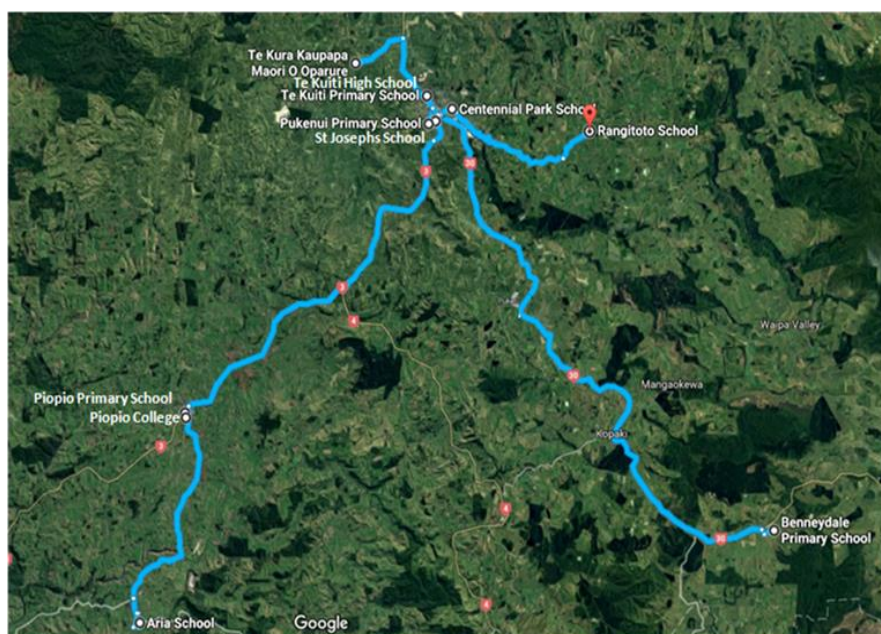 Te Kura Kaupapa
Maori O Oparure
Te Kuiti High School
Te Kuiti Primary School
Centennial Park School
Pukenui Primary School
Rangitoto School
St Josephs School
30
3
3
4
Waipa Valley
30
Mangaokewa
Piopio Primary School
Piopio College
Kopaki
3
4
Benneydale
Primary School
30
4
Aria School
Google